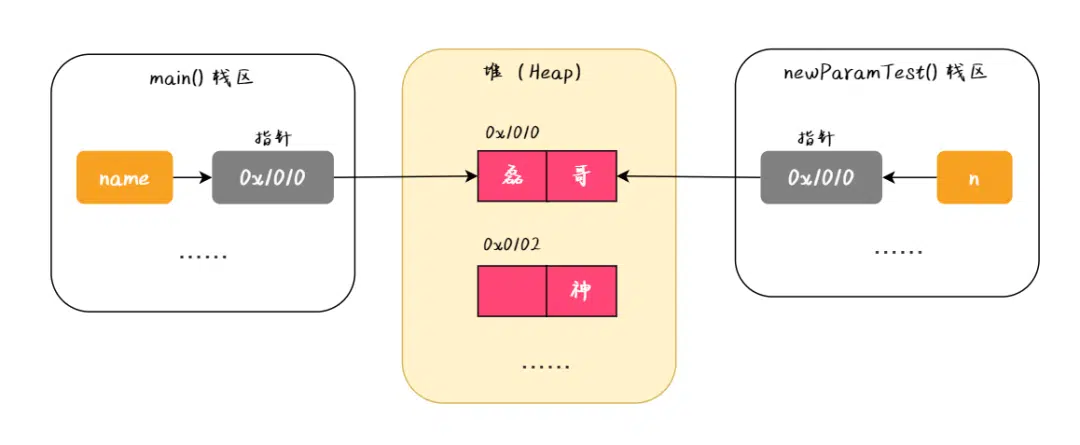 main() 栈区
指针
name
0x1010
......
堆 (Heap)
0x1010
磊 哥
0x0102
神
......
newParamTest() 栈区
指针
0x1010
n
......